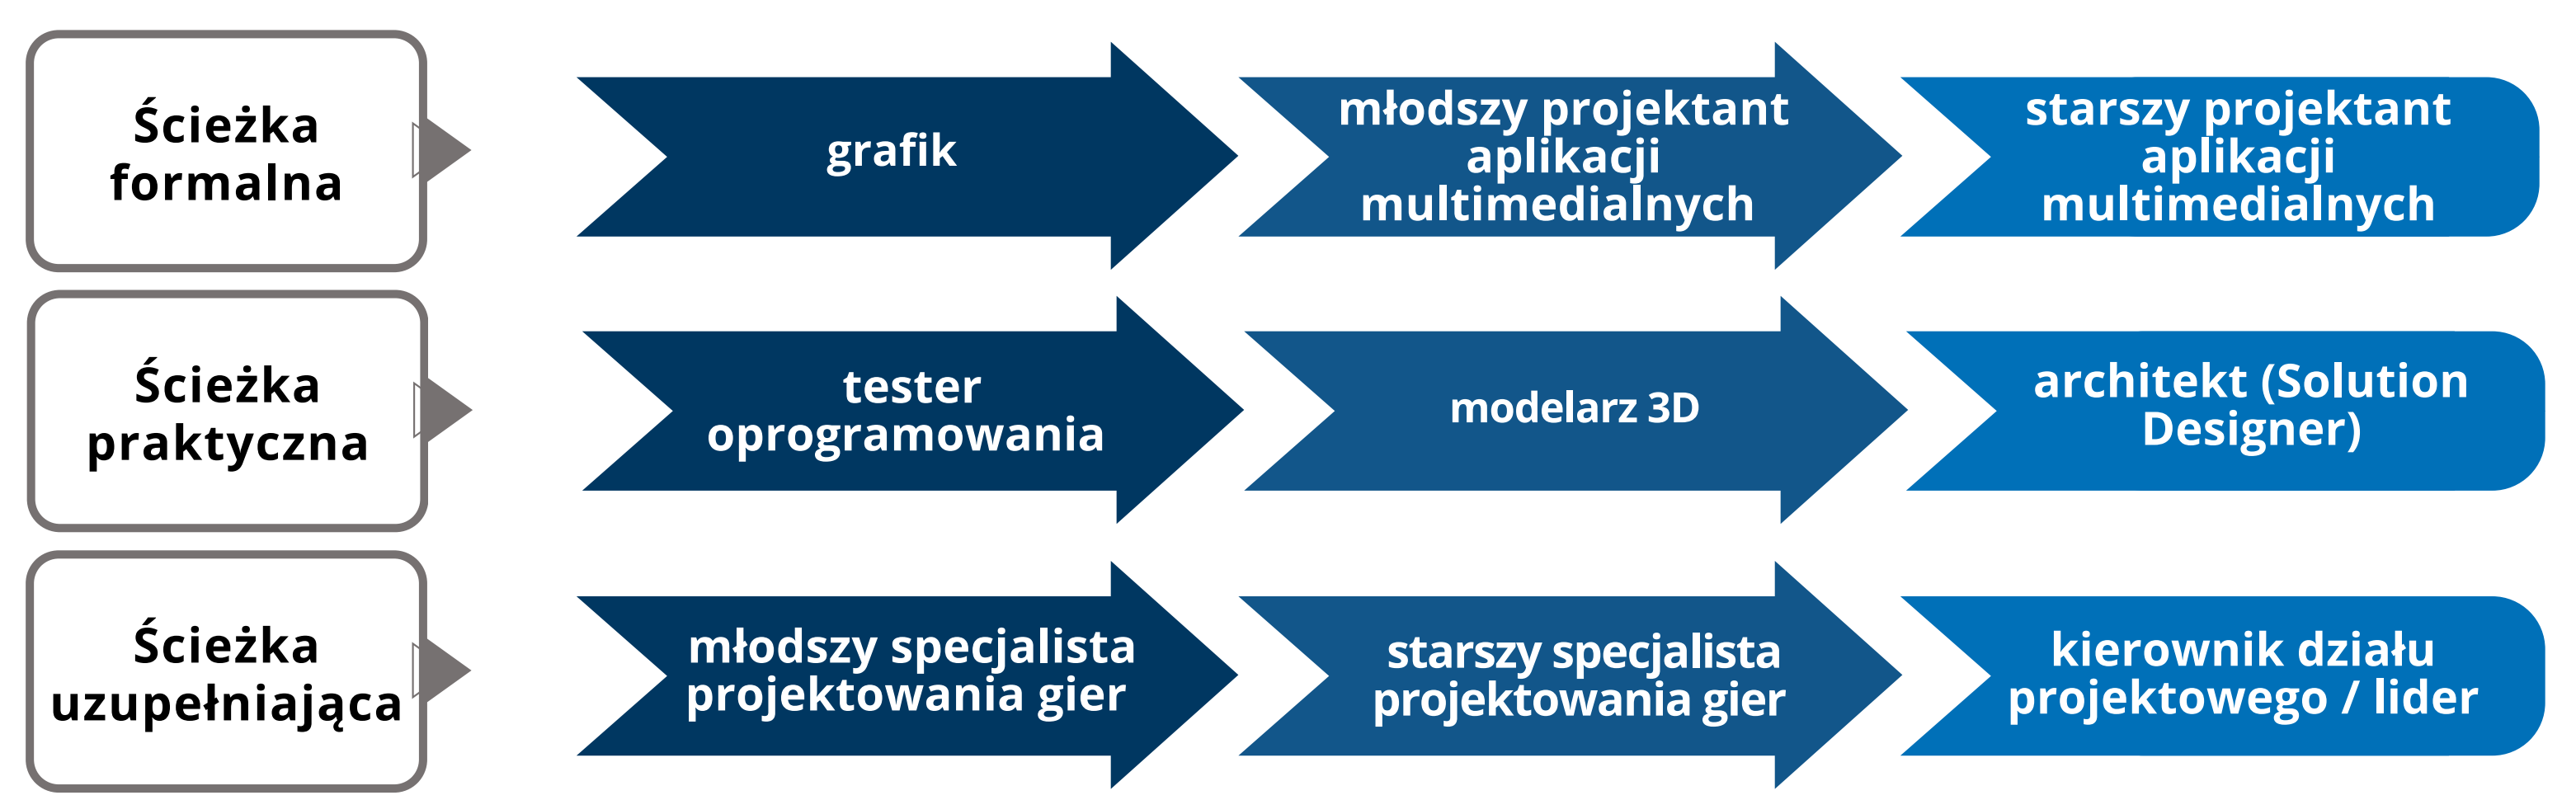 Ścieżka
formalna
grafik
młodszy projektant
aplikacji
multimedialnych
starszy projektant
aplikacji
multimedialnych
Ścieżka
praktyczna
tester
oprogramowania
modelarz 3D
architekt (Solution
Designer)
Ścieżka
uzupełniająca
młodszy specjalista
projektowania gier
starszy specjalista
projektowania gier
kierownik działu
projektowego / lider